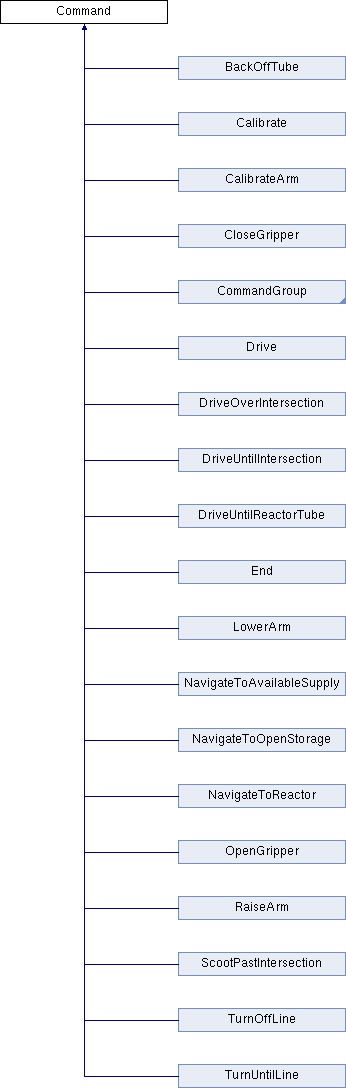 Command
BackOffTube
Calibrate
CalibrateArm
CloseGripper
CommandGroup
Drive
DriveOverIntersection
DriveUntilIntersection
DriveUntilReactorTube
End
LowerArm
NavigateToAvailableSupply
NavigateToOpenStorage
NavigateToReactor
OpenGripper
RaiseArm
ScootPastIntersection
TurnOffLine
TurnUntilLine